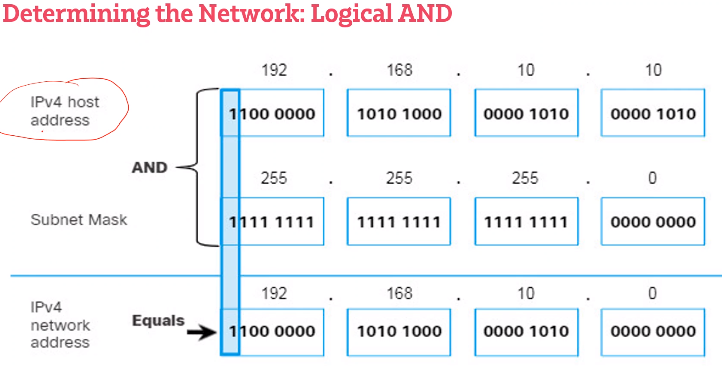 Determining the Network: Logical AND
192 . 168 . 10 . 10
IPv4 host
address
1100 0000 1010 1000 0000 1010 0000 1010
AND
255 . 255 . 255 . 0
Subnet Mask
1111 1111 1111 1111 1111 1111 0000 0000
192 . 168 . 10 . 0
IPv4
network
address
Equals
1100 0000 1010 1000 0000 1010 0000 0000